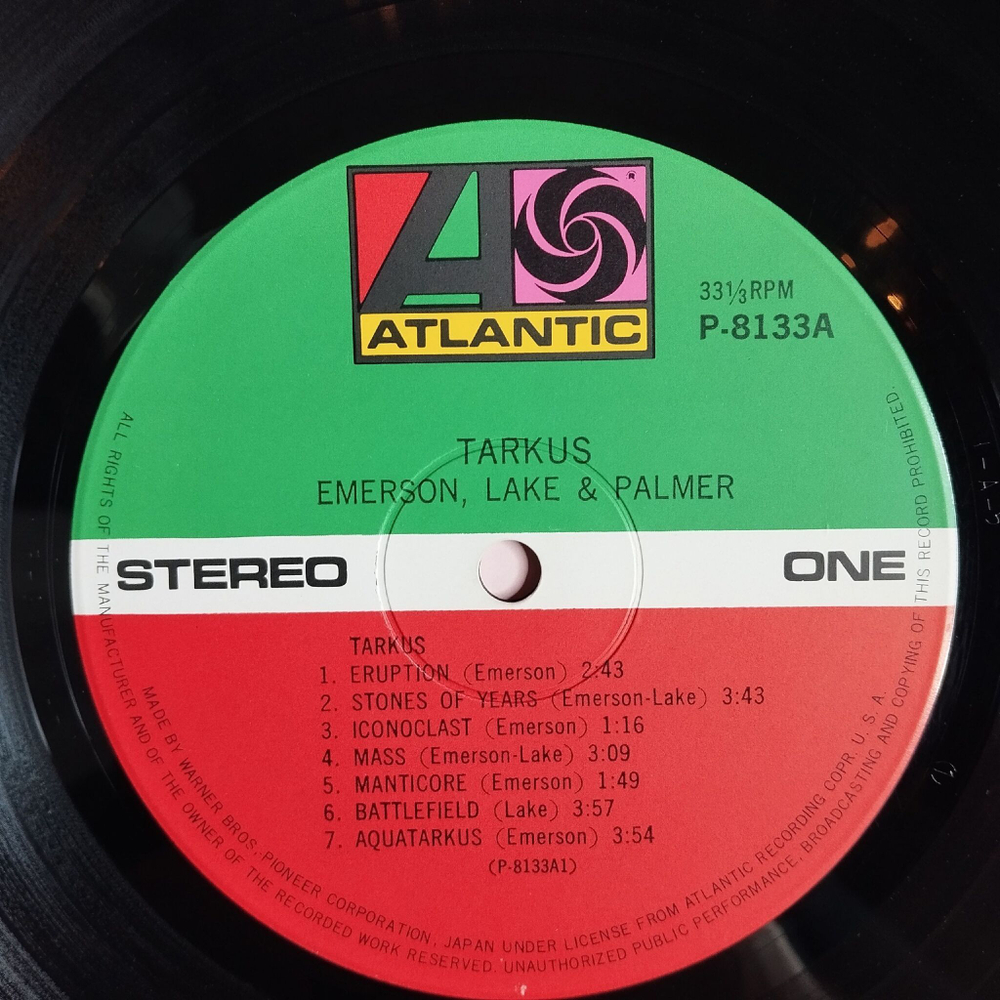 ATLANTIC
33⅓RPM
P-8133A
TARKUS
EMERSON, LAKE & PALMER
STEREO
ONE
TARKUS
1. ERUPTION (Emerson) 2:43
2. STONES OF YEARS (Emerson-Lake) 3:43
3. ICONOCLAST (Emerson) 1:16
4. MASS (Emerson-Lake) 3:09
5. MANTICORE (Emerson) 1:49
6. BATTLEFIELD (Lake) 3:57
7. AQUATARKUS (Emerson) 3:54
(P-8133A1)
MADE BY WARNER BROS., PIONEER CORPORATION, JAPAN UNDER LICENSE FROM ATLANTIC RECORDING COPR. U. S. A.
ALL RIGHTS OF THE MANUFACTURER AND OF THE OWNER OF THE RECORDED WORK RESERVED. UNAUTHORIZED PUBLIC PERFORMANCE, BROADCASTING AND COPYING OF THIS RECORD PROHIBITED.